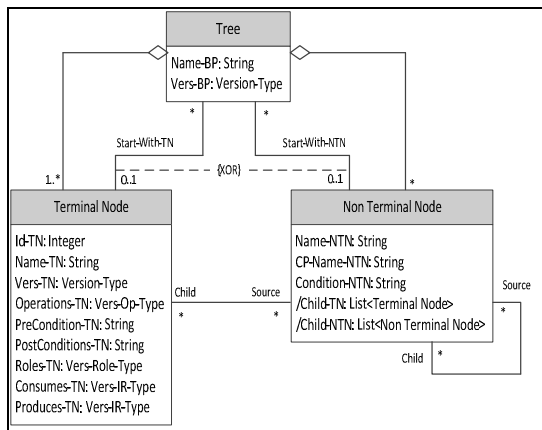 Tree
Name-BP: String
Vers-BP: Version-Type
*
*
Start-With-TN
Start-With-NTN
1..*
0..1
{XOR}
0..1
*
Terminal Node
Id-TN: Integer
Name-TN: String
Vers-TN: Version-Type
Operations-TN: Vers-Op-Type
PreCondition-TN: String
PostConditions-TN: String
Roles-TN: Vers-Role-Type
Consumes-TN: Vers-IR-Type
Produces-TN: Vers-IR-Type
Child
*
Source
*
Non Terminal Node
Name-NTN: String
CP-Name-NTN: String
Condition-NTN: String
/Child-TN: List<Terminal Node>
/Child-NTN: List<Non Terminal Node>
Source
*
Child
*